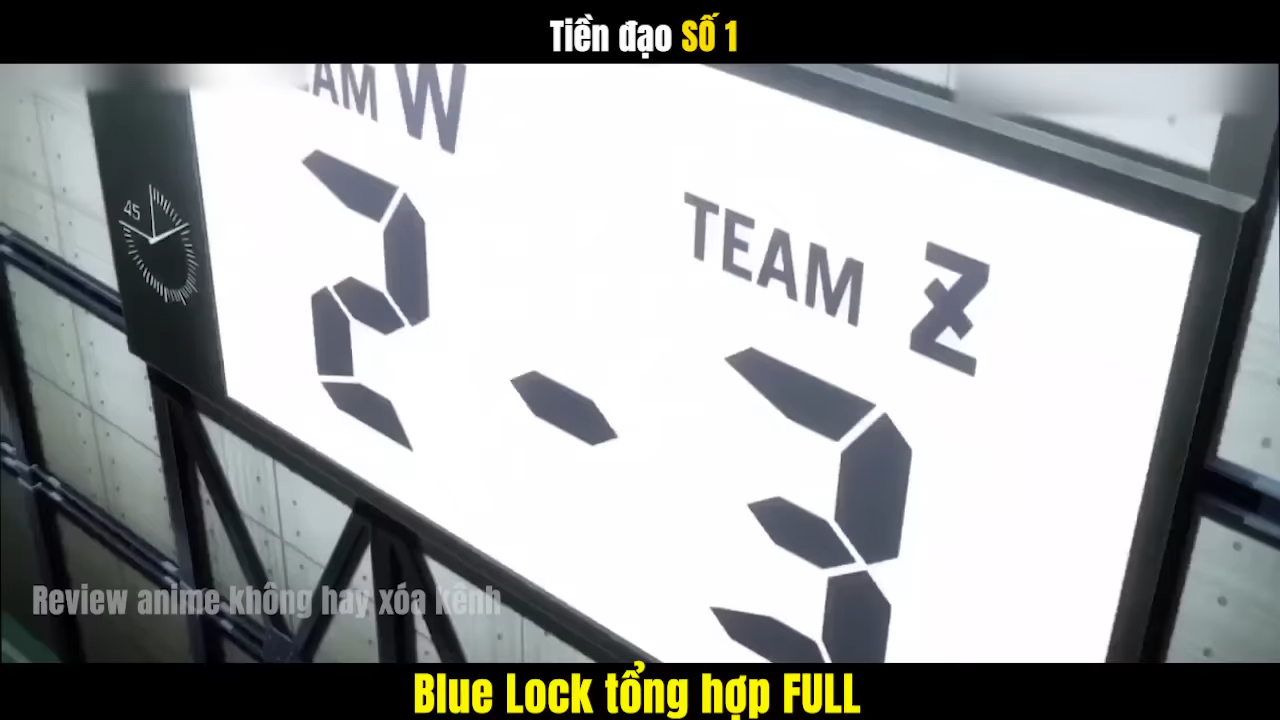 Tiền đạo SỐ 1
EAM W
TEAM Z
45
2 - 3
Review anime không hay xóa kênh
Blue Lock tổng hợp FULL